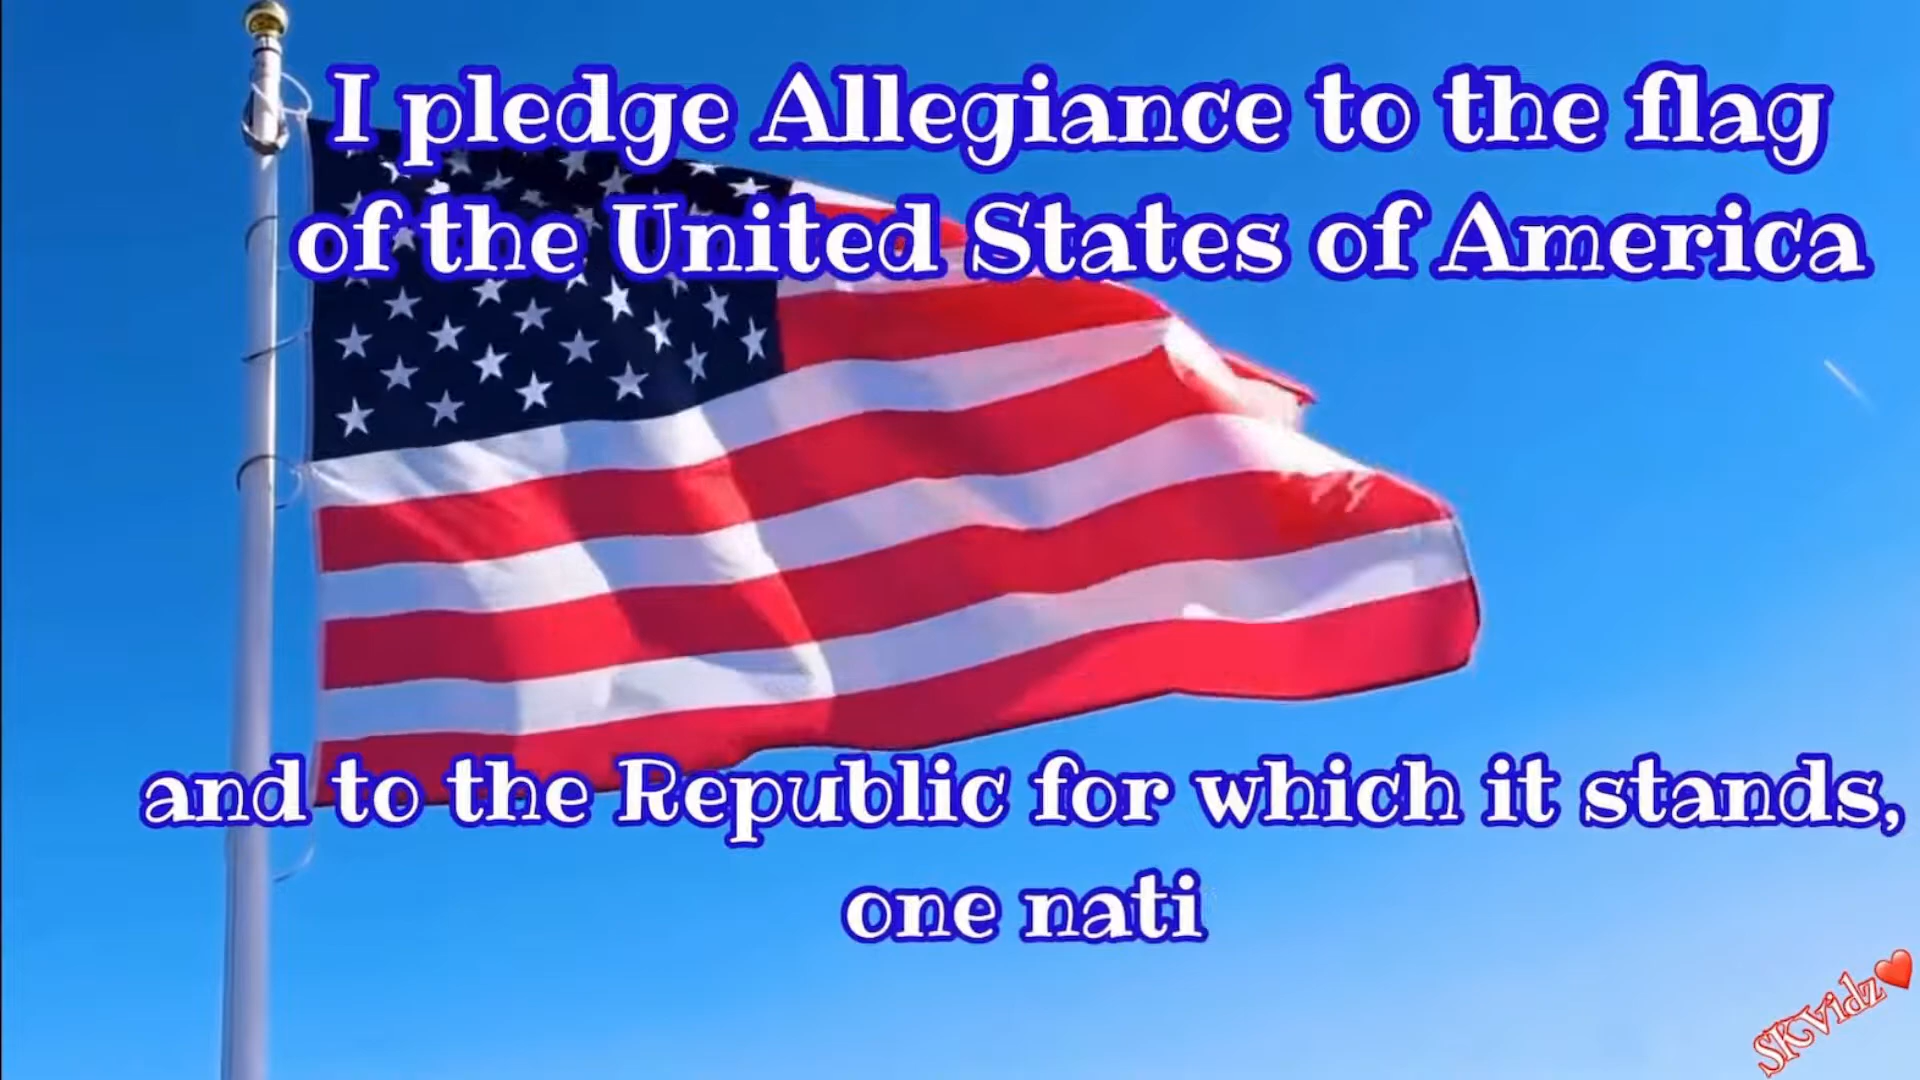 I pledge Allegiance to the flag
of the United States of America
and to the Republic for which it stands,
one nati
SKVidz